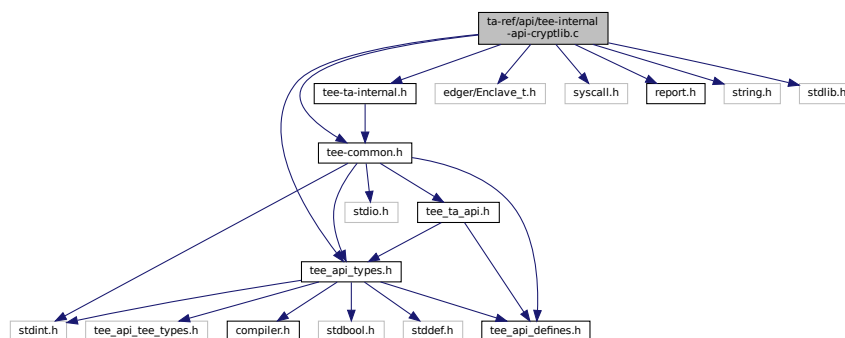 ta-ref/api/tee-internal
-api-cryptlib.c
tee-ta-internal.h
edger/Enclave_t.h
syscall.h
report.h
string.h
stdlib.h
tee-common.h
stdio.h
tee_ta_api.h
tee_api_types.h
stdint.h
tee_api_tee_types.h
compiler.h
stdbool.h
stddef.h
tee_api_defines.h